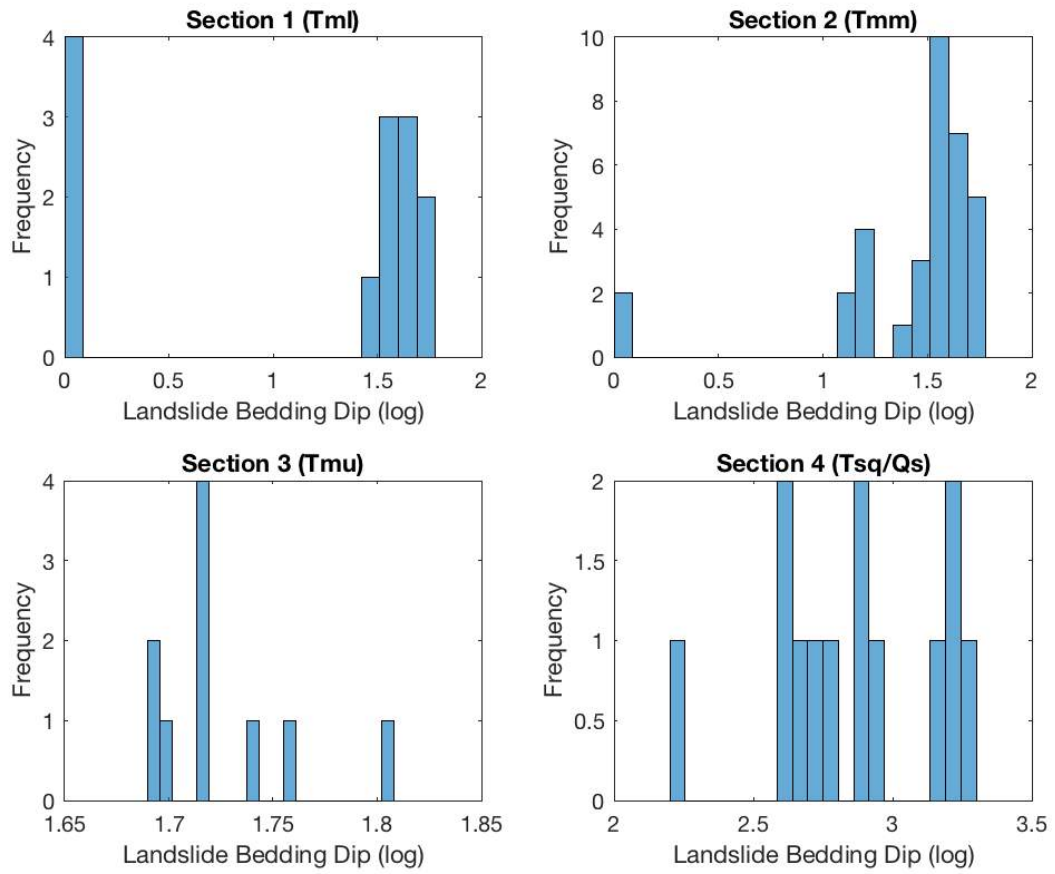 Section 1 (Tml)
4
3
2
1
0
Frequency
0 0.5 1 1.5 2
Landslide Bedding Dip (log)
Section 2 (Tmm)
10
8
6
4
2
0
Frequency
0 0.5 1 1.5 2
Landslide Bedding Dip (log)
Section 3 (Tmu)
4
3
2
1
0
Frequency
1.65 1.7 1.75 1.8 1.85
Landslide Bedding Dip (log)
Section 4 (Tsq/Qs)
2
1.5
1
0.5
0
Frequency
2 2.5 3 3.5
Landslide Bedding Dip (log)